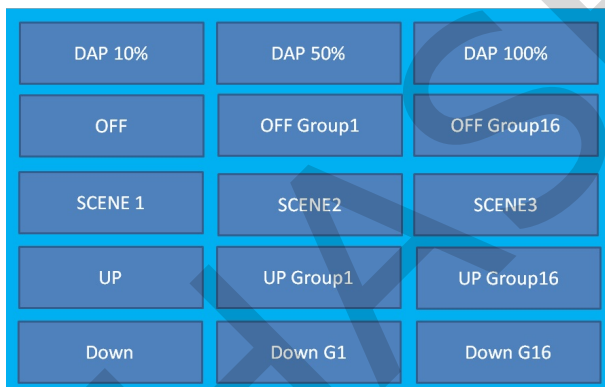 DAP 10% DAP 50% DAP 100%
OFF OFF Group1 OFF Group16
SCENE 1 SCENE2 SCENE3
UP UP Group1 UP Group16
Down Down G1 Down G16